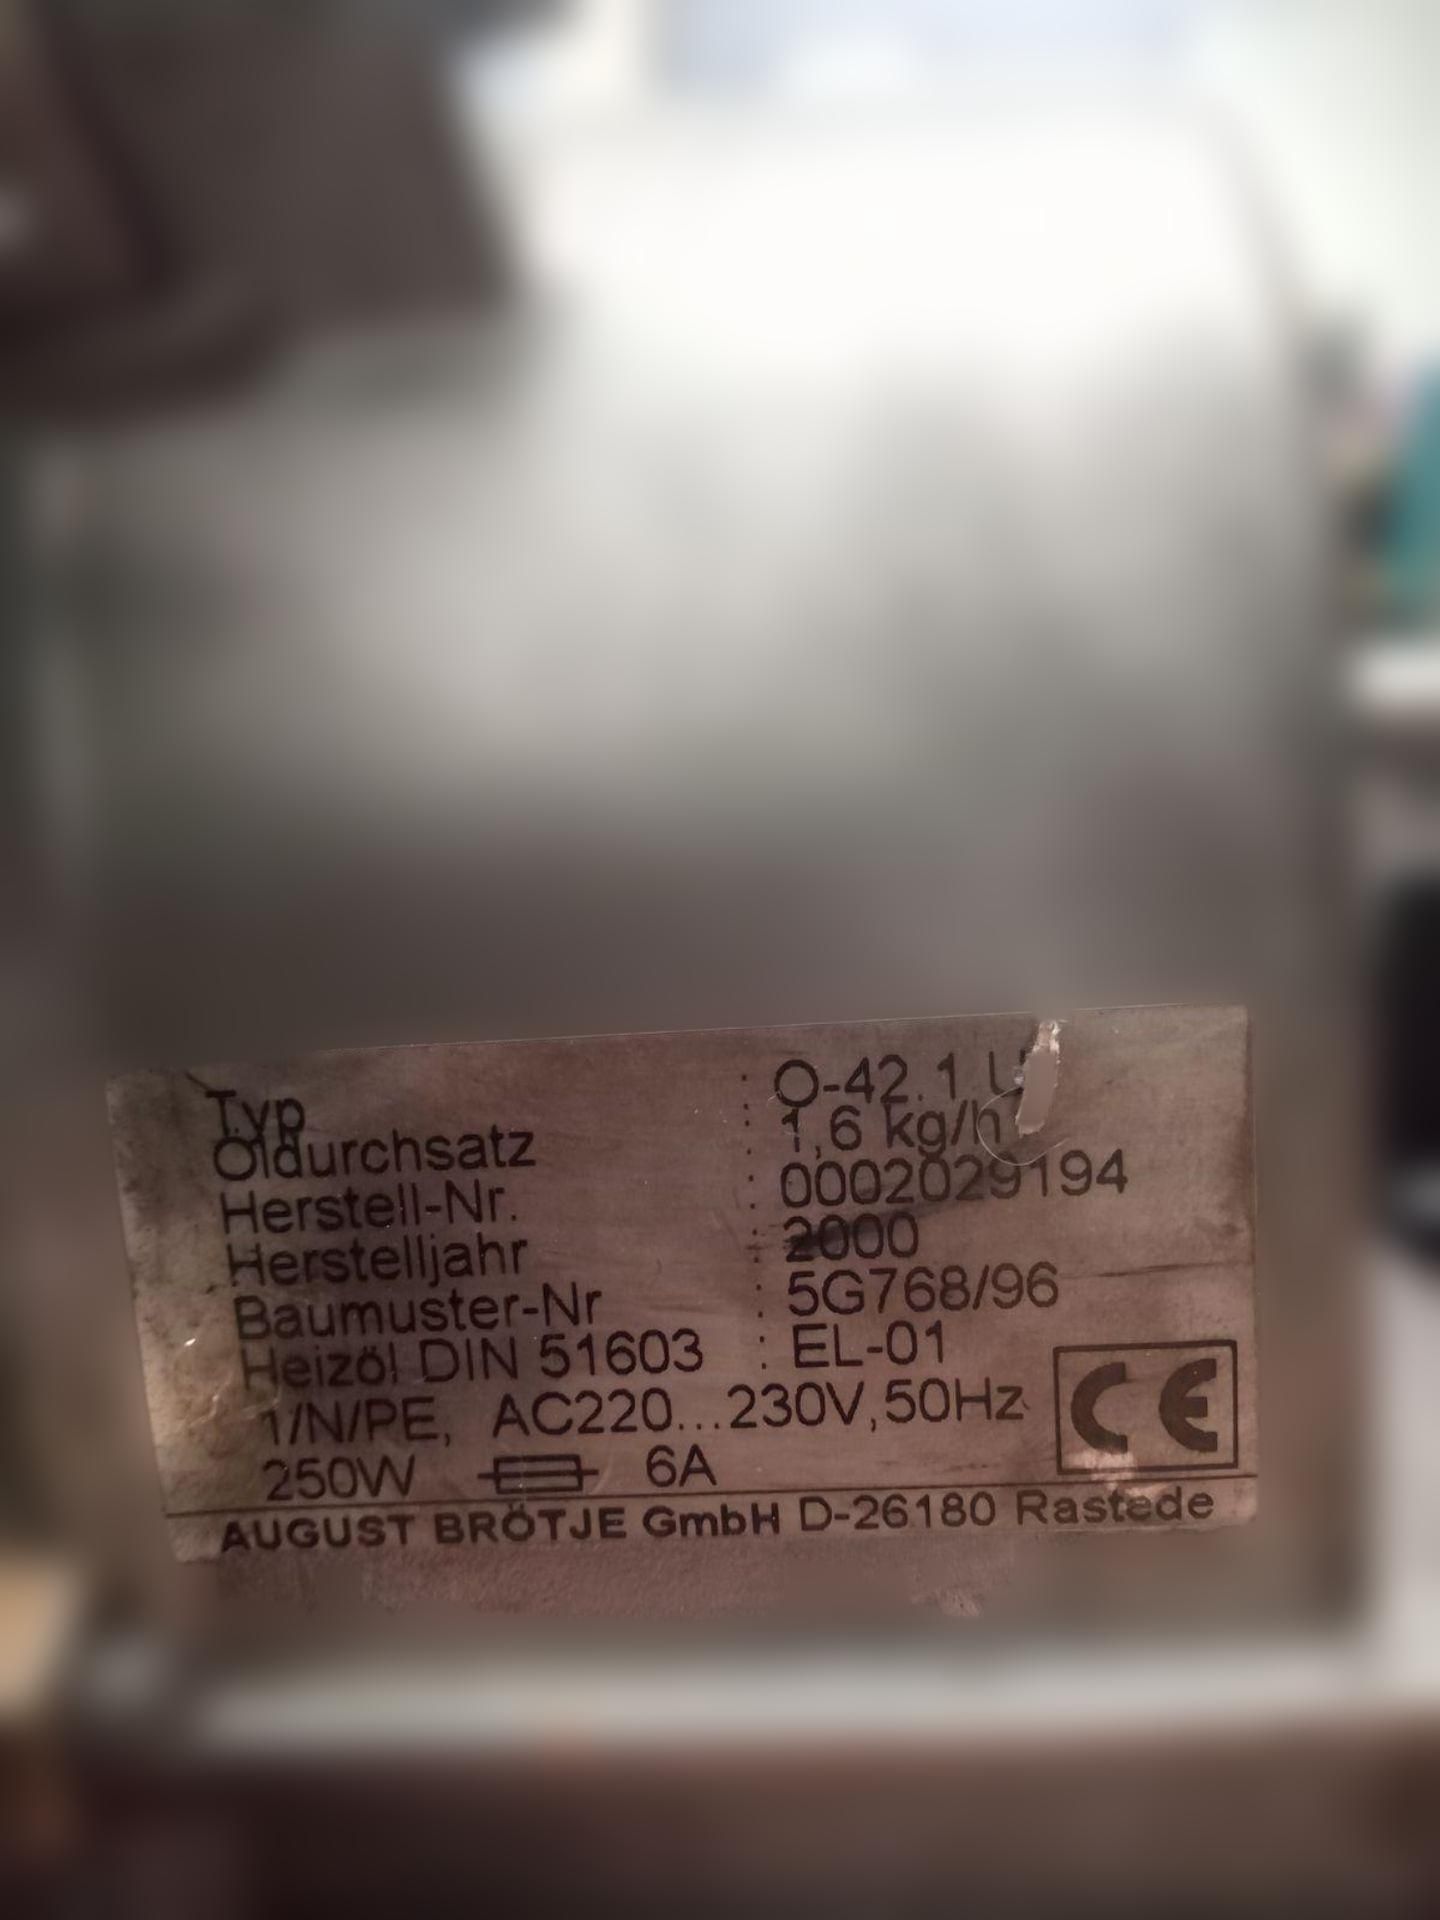 Typ : O-42.1 U
Öldurchsatz : 1,6 kg/h
Herstell-Nr. : 0002029194
Herstelljahr : 2000
Baumuster-Nr : 5G768/96
Heizöl DIN 51603 : EL-01
1/N/PE, AC220...230V,50Hz
250W 6A
CE
AUGUST BRÖTJE GmbH D-26180 Rastede